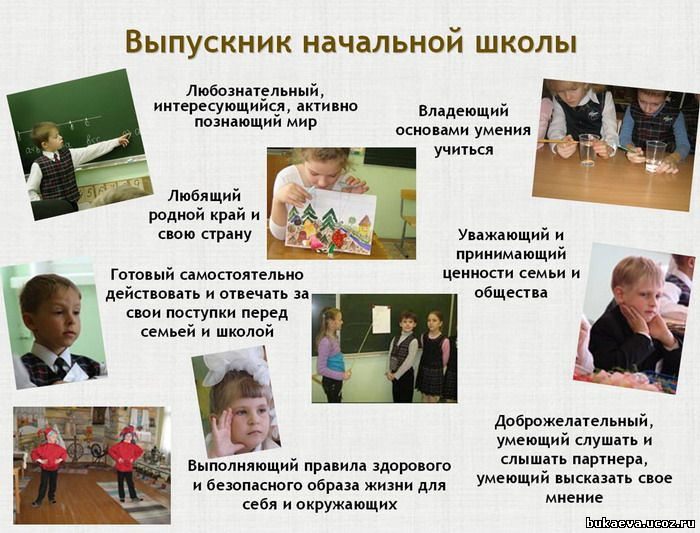 Выпускник начальной школы
Любознательный,
интересующийся, активно
познающий мир
Владеющий
основами умения
учиться
Любящий
родной край и
свою страну
Уважающий и
принимающий
ценности семьи и
общества
Готовый самостоятельно
действовать и отвечать за
свои поступки перед
семьей и школой
Доброжелательный,
умеющий слушать и
слышать партнера,
умеющий высказать свое
мнение
Выполняющий правила здорового
и безопасного образа жизни для
себя и окружающих
bukaeva.ucoz.ru